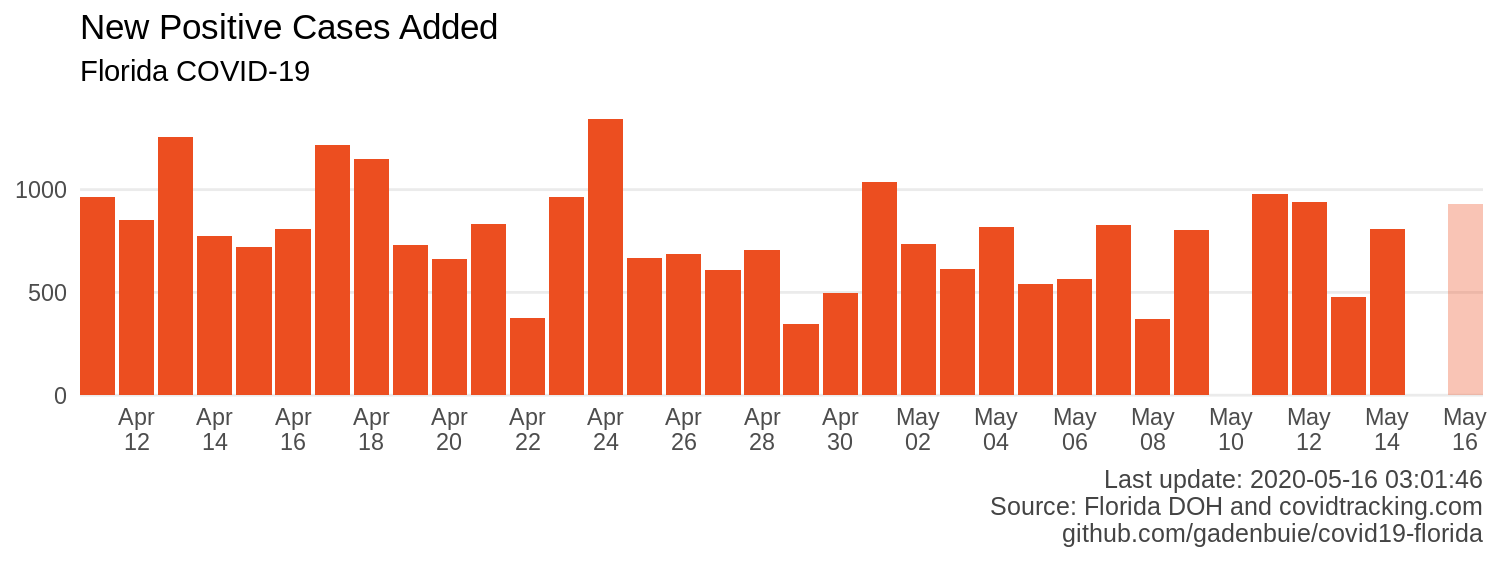 New Positive Cases Added
Florida COVID-19
1000
500
0
Apr Apr Apr Apr Apr Apr Apr Apr Apr Apr May May May May May May May May
12 14 16 18 20 22 24 26 28 30 02 04 06 08 10 12 14 16
Last update: 2020-05-16 03:01:46
Source: Florida DOH and covidtracking.com
github.com/gadenbuie/covid19-florida